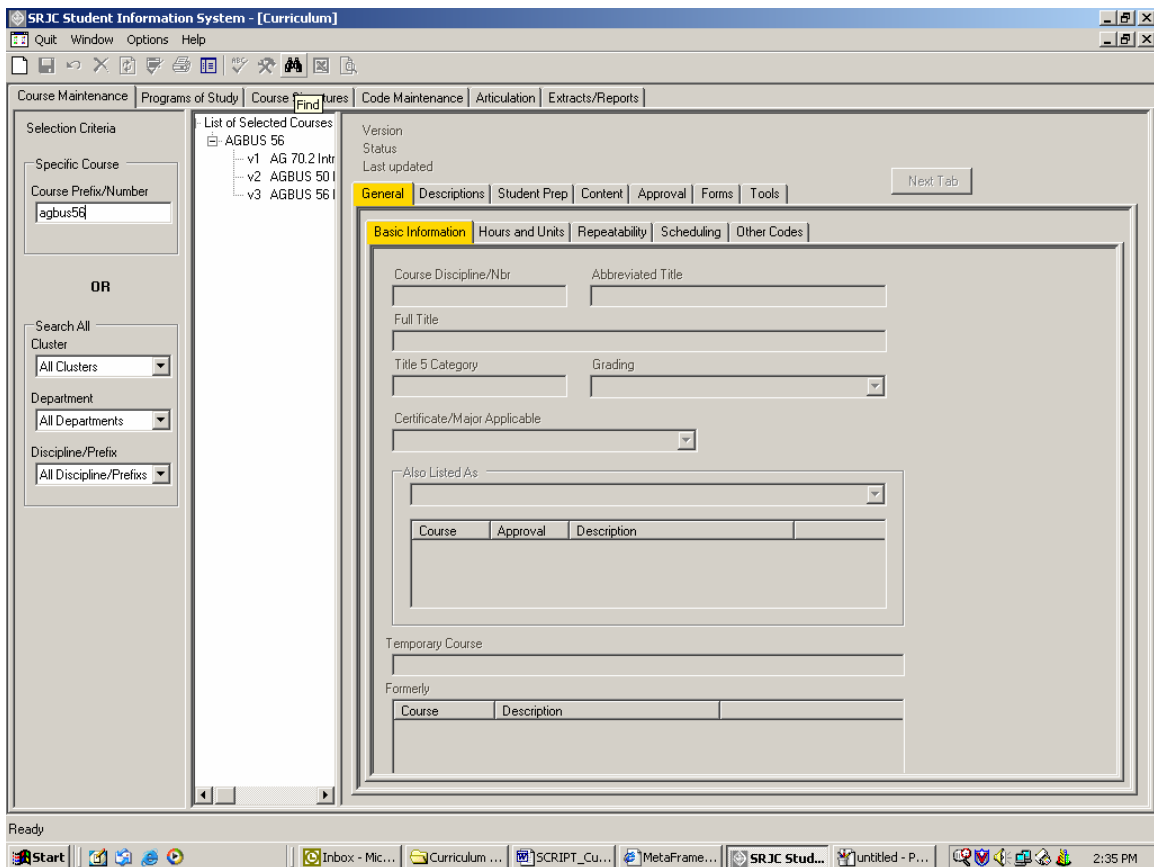 SRJC Student Information System - [Curriculum]
Quit Window Options Help
ABC
Course Maintenance Programs of Study Course Structures Code Maintenance Articulation Extracts/Reports
Find
Selection Criteria
Specific Course
Course Prefix/Number
agbus56
OR
Search All
Cluster
All Clusters
Department
All Departments
Discipline/Prefix
All Discipline/Prefixs
List of Selected Courses
AGBUS 56
v1 AG 70.2 Intr
v2 AGBUS 50 I
v3 AGBUS 56 I
Version
Status
Last updated
Next Tab
General Descriptions Student Prep Content Approval Forms Tools
Basic Information Hours and Units Repeatability Scheduling Other Codes
Course Discipline/Nbr Abbreviated Title
Full Title
Title 5 Category Grading
Certificate/Major Applicable
Also Listed As
Course Approval Description
Temporary Course
Formerly
Course Description
Ready
Start Inbox - Mic... Curriculum ... SCRIPT_Cu... MetaFrame... SRJC Stud... untitled - P... 2:35 PM